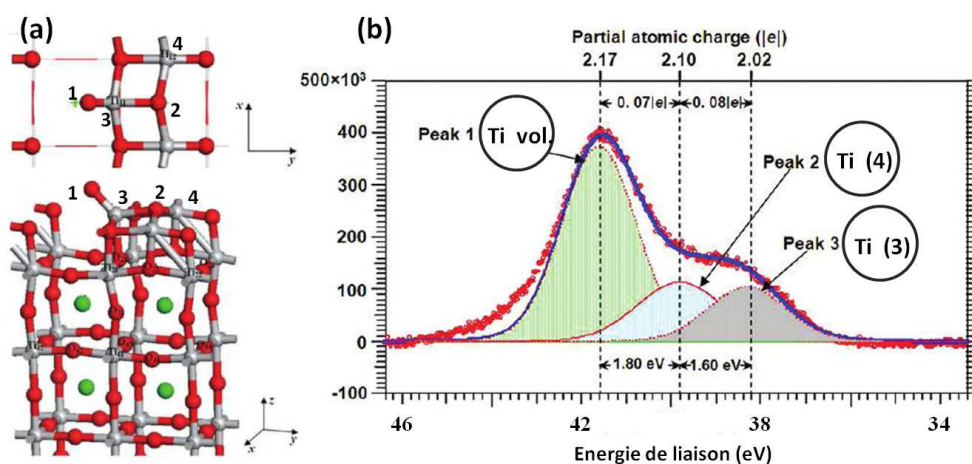 (a)
4
1
3
2
x
y
1
3
2
4
z
x
y
(b)
Partial atomic charge (|e|)
2.17 2.10 2.02
500×10³
400
300
200
100
0
-100
0. 07|e| 0. 08|e|
Peak 1 Ti vol.
Peak 2 Ti (4)
Peak 3 Ti (3)
1.80 eV 1.60 eV
46 42 38 34
Energie de liaison (eV)